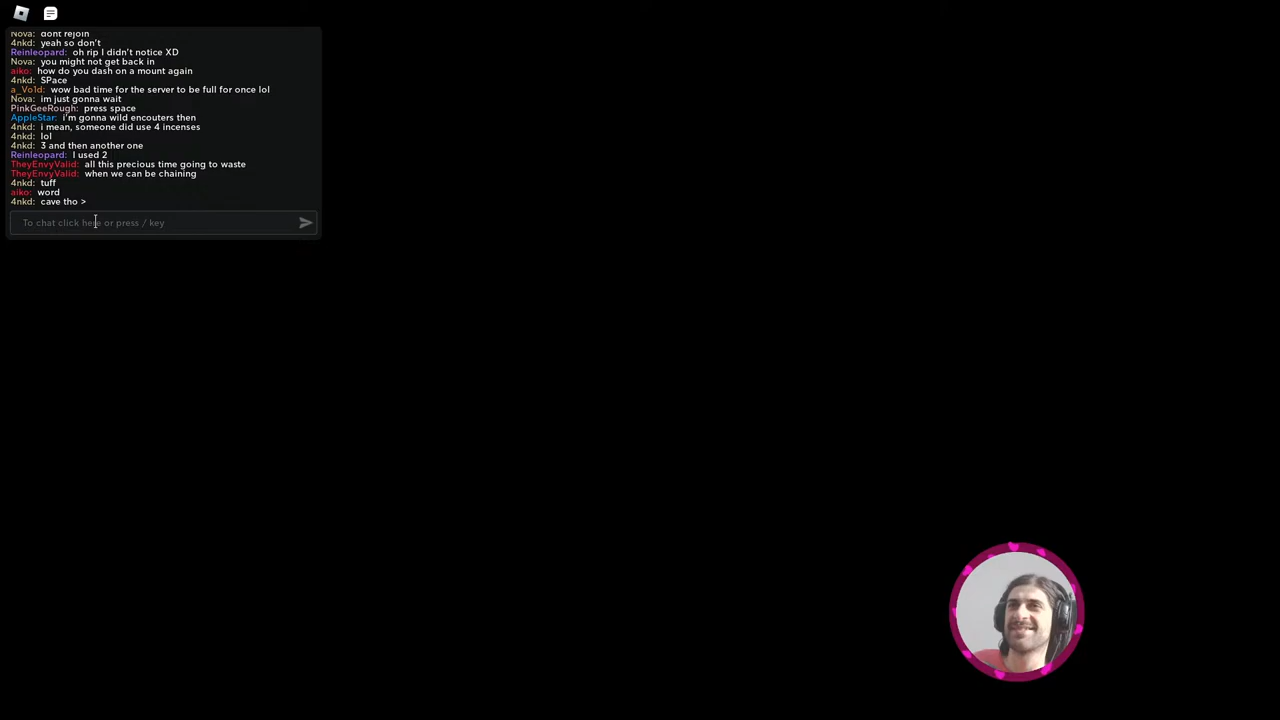 Nova: dont rejoin
4nkd: yeah so don't
Reinleopard: oh rip I didn't notice XD
Nova: you might not get back in
aiko: how do you dash on a mount again
4nkd: SPace
a_Vo1d: wow bad time for the server to be full for once lol
Nova: im just gonna wait
PinkGeeRough: press space
AppleStar: i'm gonna wild encouters then
4nkd: i mean, someone did use 4 incenses
4nkd: lol
4nkd: 3 and then another one
Reinleopard: I used 2
TheyEnvyValid: all this precious time going to waste
TheyEnvyValid: when we can be chaining
4nkd: tuff
aiko: word
4nkd: cave tho >
To chat click here or press / key